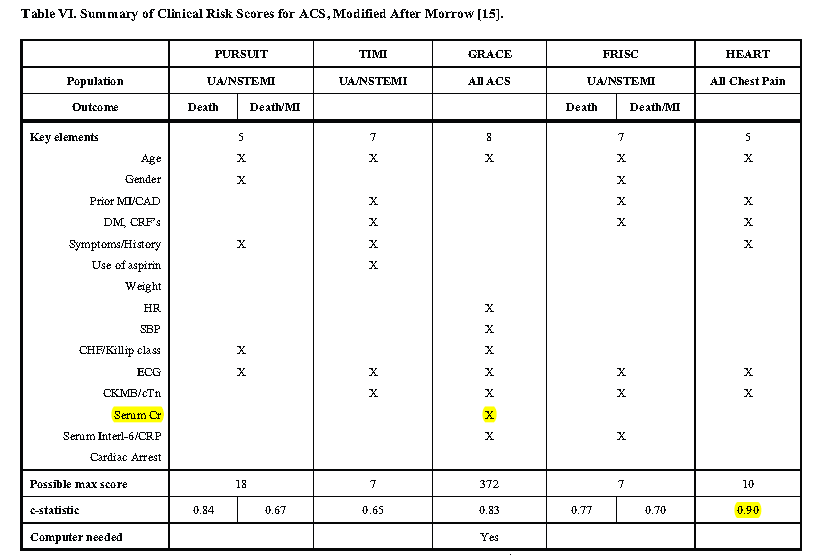 Table VI. Summary of Clinical Risk Scores for ACS, Modified After Morrow [15].
PURSUIT TIMI GRACE FRISC HEART
Population UA/NSTEMI UA/NSTEMI All ACS UA/NSTEMI All Chest Pain
Outcome Death Death/MI Death Death/MI
Key elements 5 7 8 7 5
Age X X X X X
Gender X X
Prior MI/CAD X X X
DM, CRF's X X X
Symptoms/History X X X
Use of aspirin X
Weight
HR X
SBP X
CHF/Killip class X X
ECG X X X X X
CKMB/cTn X X X X
Serum Cr X
Serum Interl-6/CRP X X
Cardiac Arrest
Possible max score 18 7 372 7 10
c-statistic 0.84 0.67 0.65 0.83 0.77 0.70 0.90
Computer needed Yes